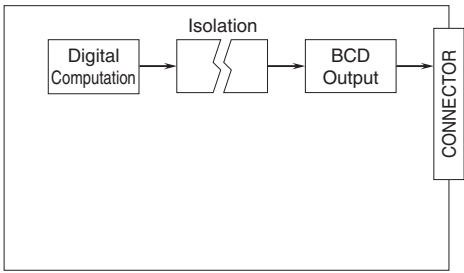 Isolation
Digital
Computation
BCD
Output
CONNECTOR